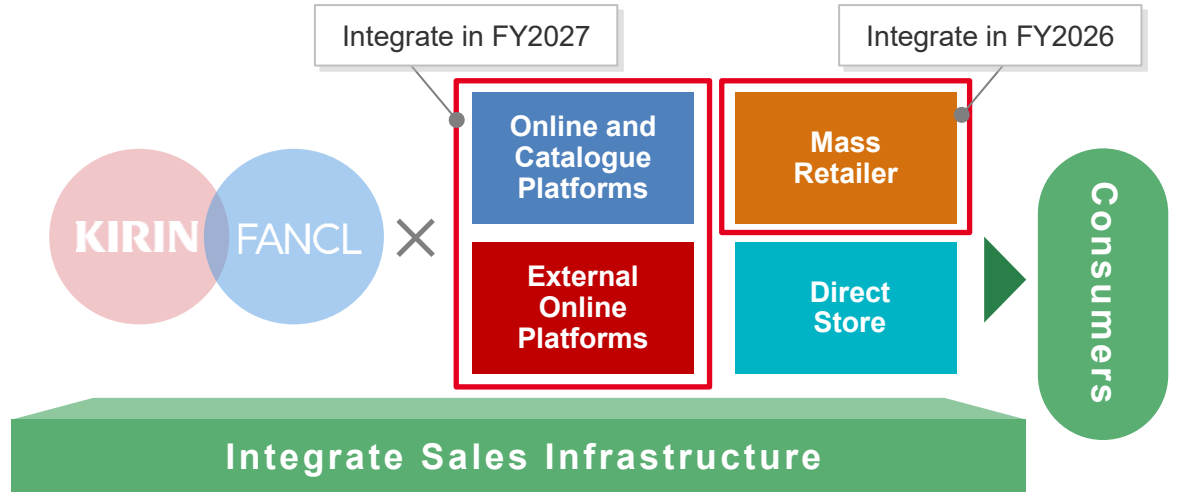 Integrate in FY2027
Integrate in FY2026
KIRIN
FANCL
×
Online and
Catalogue
Platforms
Mass
Retailer
External
Online
Platforms
Direct
Store
Consumers
Integrate Sales Infrastructure